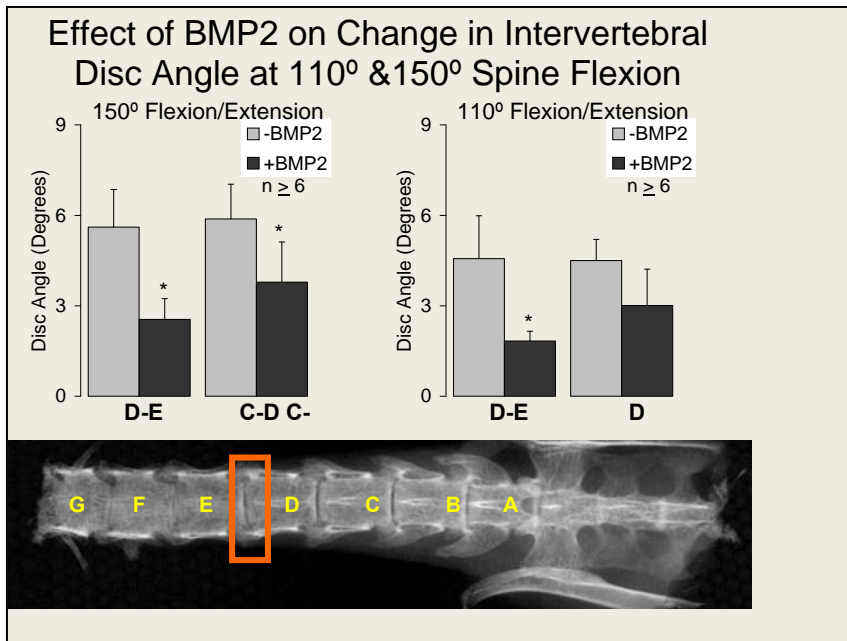 Effect of BMP2 on Change in Intervertebral
Disc Angle at 110º &150º Spine Flexion
150º Flexion/Extension
9
6
3
0
Disc Angle (Degrees)
-BMP2
+BMP2
n ≥ 6
*
*
D-E
C-D C-
110º Flexion/Extension
9
6
3
0
Disc Angle (Degrees)
-BMP2
+BMP2
n ≥ 6
*
D-E
D
G F E D C B A